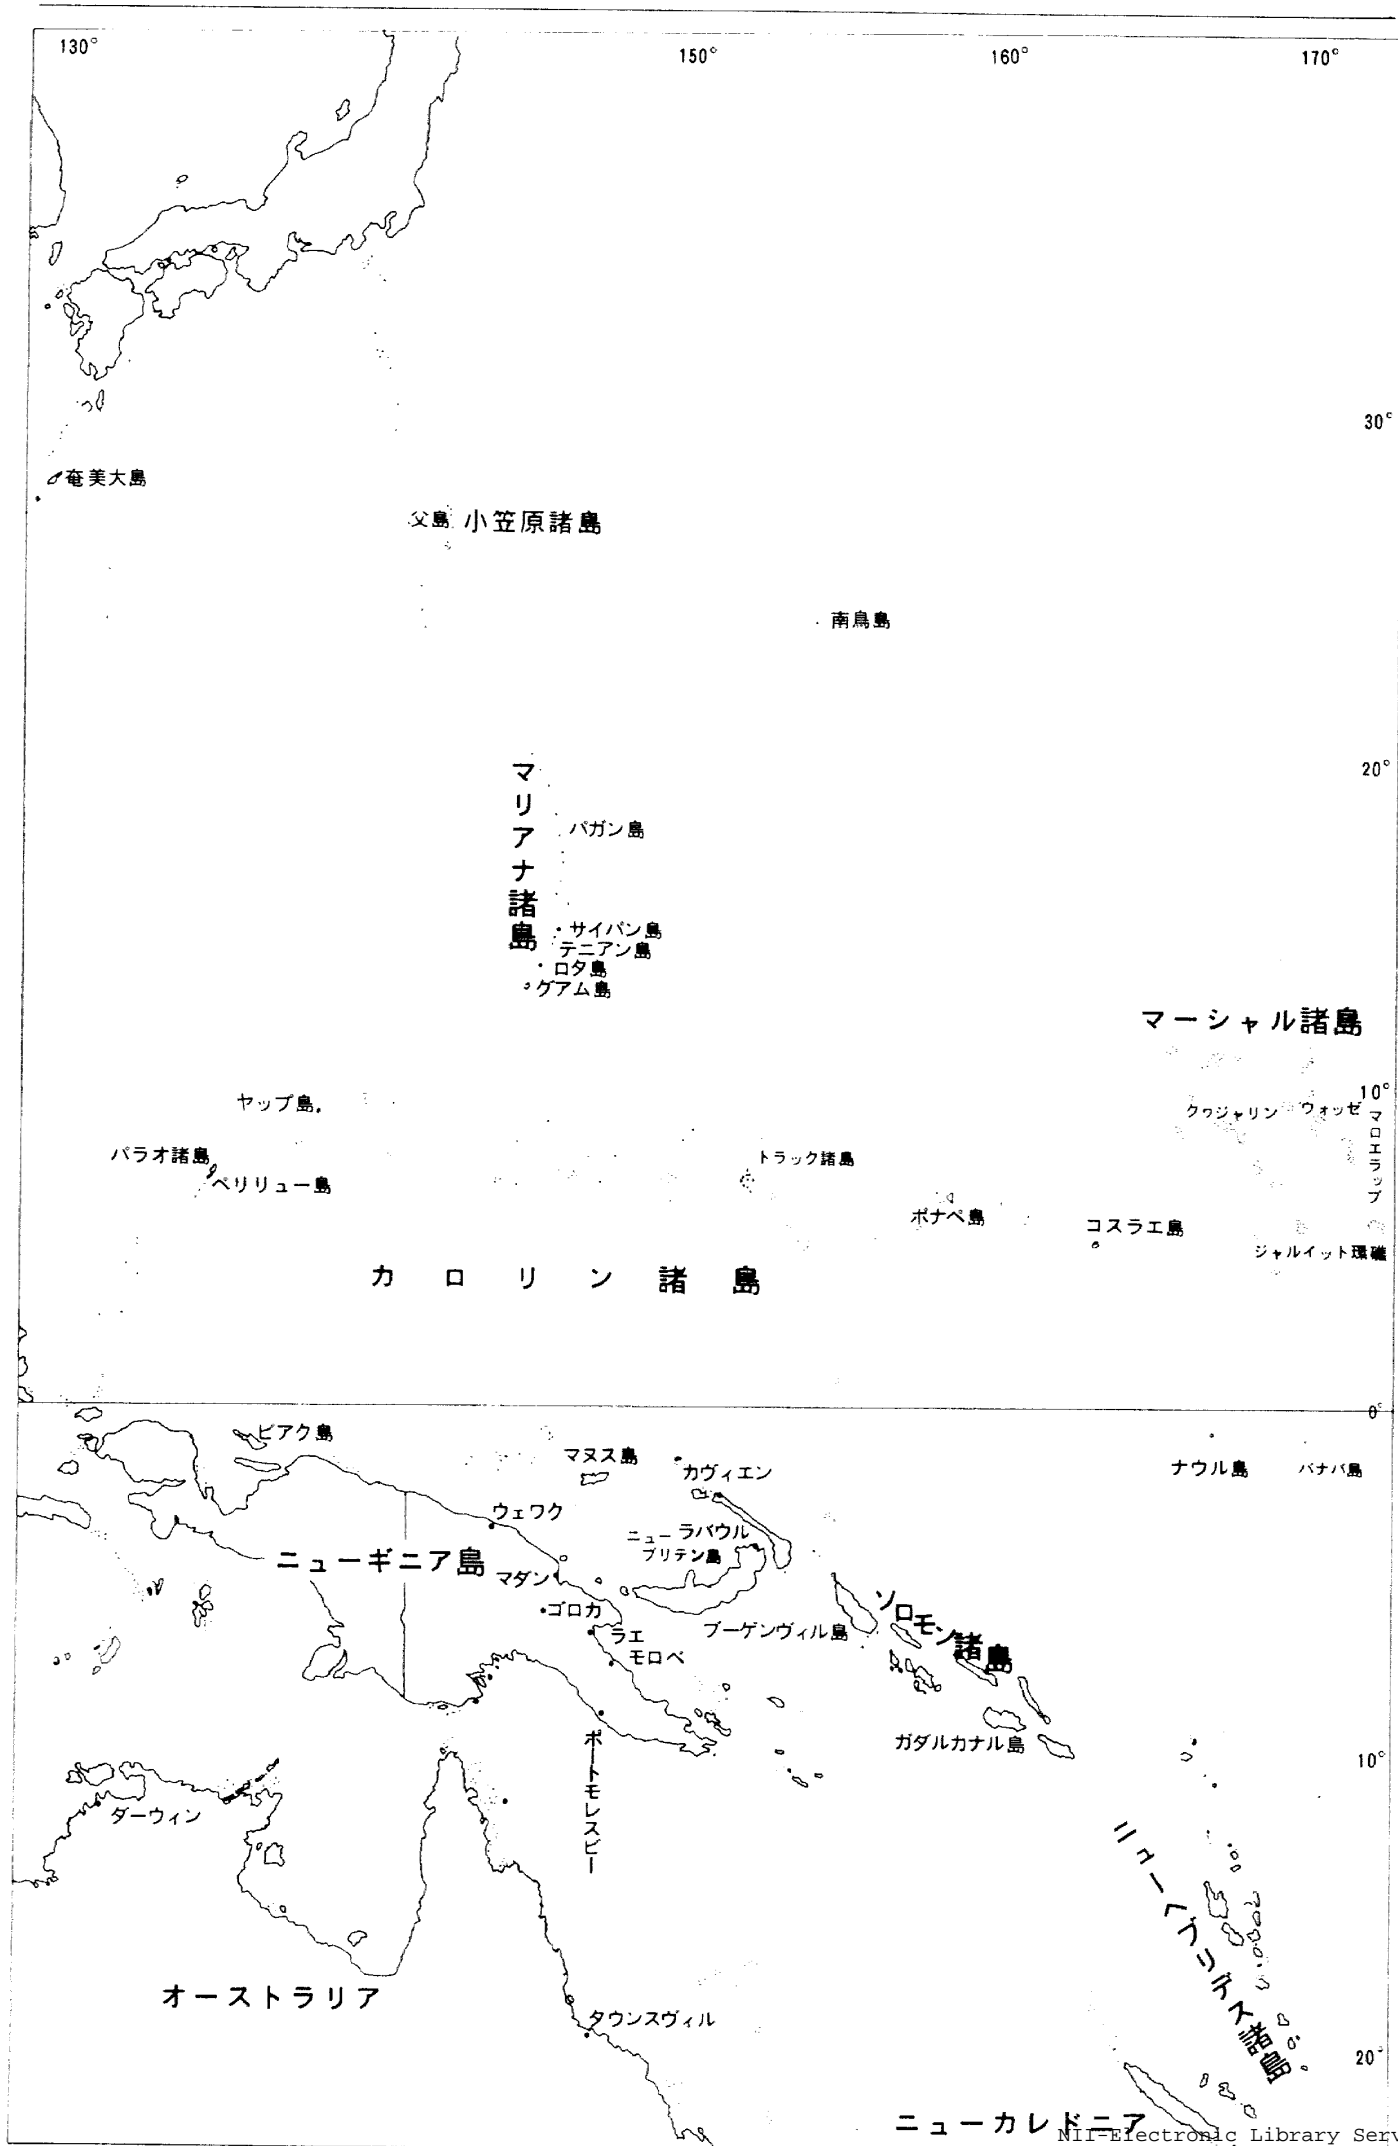 130°
150°
160°
170°
30°
奄美大島
父島
小笠原諸島
南鳥島
20°
マリアナ諸島
パガン島
サイパン島
テニアン島
ロタ島
グアム島
マーシャル諸島
10°
ヤップ島
クワジャリン
ウォッゼ
マロエラップ
パラオ諸島
ペリリュー島
トラック諸島
ポナペ島
コスラエ島
ジャルイット環礁
カロリン諸島
0°
ビアク島
マヌス島
カヴィエン
ナウル島
バナバ島
ウェワク
ニュー
ブリテン島
ラバウル
ニューギニア島
マダン
ゴロカ
ラエ
モロベ
ブーゲンヴィル島
ソロモン諸島
ガダルカナル島
ポートモレスビー
10°
ダーウィン
ニューヘブリデス諸島
オーストラリア
タウンスヴィル
20°
ニューカレドニア
NII-Electronic Library Serv